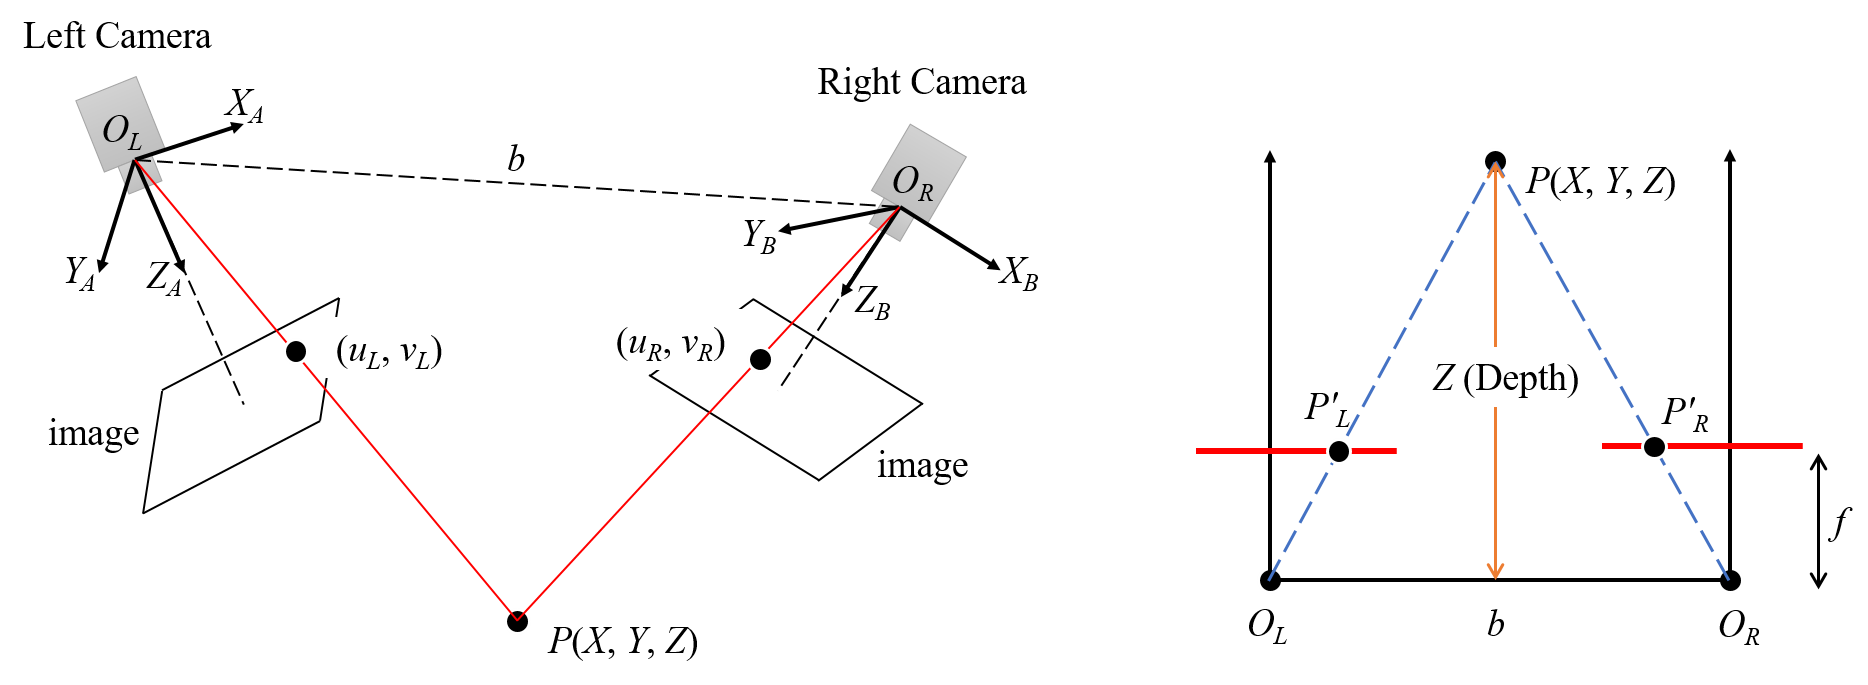 Left Camera
Right Camera
O_L
X_A
Y_A
Z_A
b
O_R
Y_B
X_B
Z_B
(u_L, v_L)
(u_R, v_R)
image
image
P(X, Y, Z)
P(X, Y, Z)
Z (Depth)
P'_L
P'_R
f
O_L
b
O_R